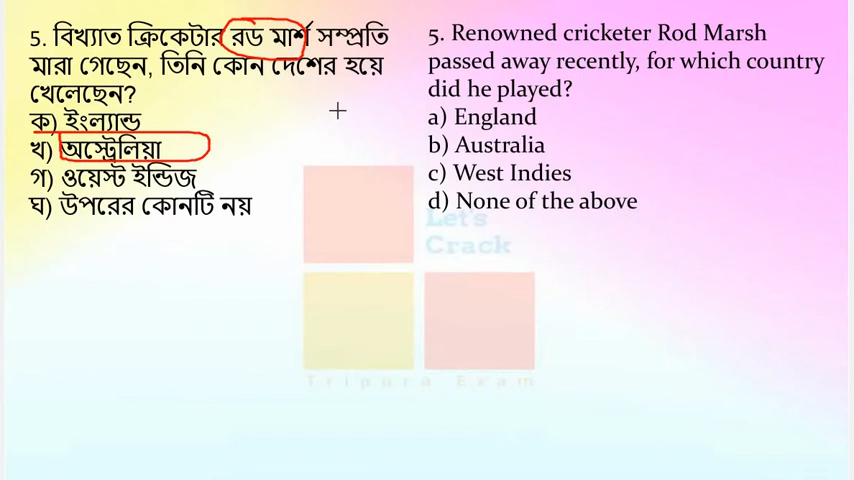 5. বিখ্যাত ক্রিকেটার রড মার্শ সম্প্রতি
মারা গেছেন, তিনি কোন দেশের হয়ে
খেলেছেন?
ক) ইংল্যান্ড
খ) অস্ট্রেলিয়া
গ) ওয়েস্ট ইন্ডিজ
ঘ) উপরের কোনটি নয়
5. Renowned cricketer Rod Marsh
passed away recently, for which country
did he played?
a) England
b) Australia
c) West Indies
d) None of the above
Let's
Crack
Tripura Exam